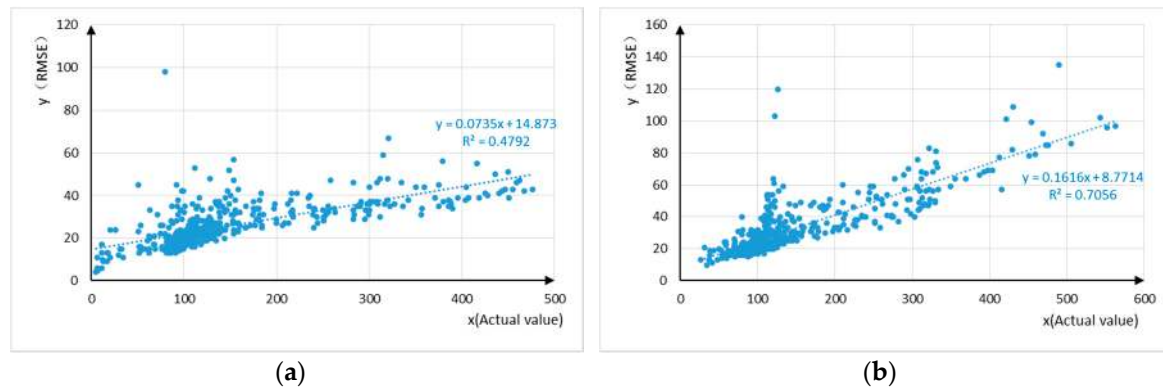 120
100
80
60
40
20
0
y（RMSE）
y = 0.0735x + 14.873
R² = 0.4792
0 100 200 300 400 500
x(Actual value)
(a)
160
140
120
100
80
60
40
20
0
y（RMSE）
y = 0.1616x + 8.7714
R² = 0.7056
0 100 200 300 400 500 600
x(Actual value)
(b)